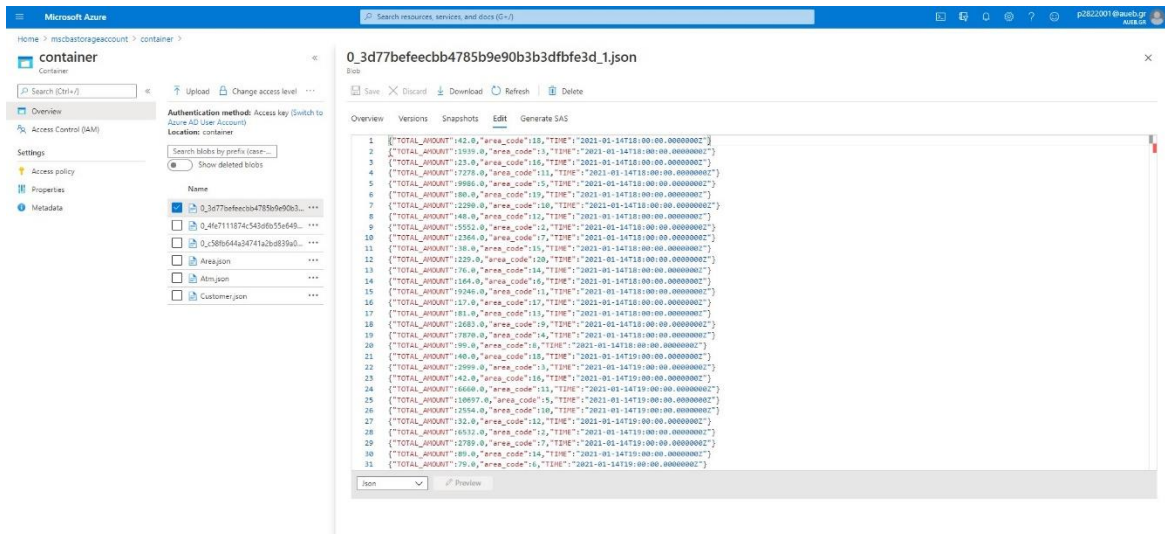 Microsoft Azure
Search resources, services, and docs (G+/)
p2822001@aueb.gr
AUEB.GR
Home > mscbastorageaccount > container >
container
Container
Search (Ctrl+/)
Overview
Access Control (IAM)
Settings
Access policy
Properties
Metadata
Upload
Change access level
Authentication method: Access key (Switch to
Azure AD User Account)
Location: container
Search blobs by prefix (case-...
Show deleted blobs
Name
0_3d77befeecbb4785b9e90b3...
0_4fe7111874c543d6b55e649...
0_c58fb644a34741a2bd839a0...
Area.json
Atm.json
Customer.json
0_3d77befeecbb4785b9e90b3b3dfbfe3d_1.json
Blob
Save Discard Download Refresh Delete
Overview Versions Snapshots Edit Generate SAS
1 {"TOTAL_AMOUNT":42.0,"area_code":18,"TIME":"2021-01-14T18:00:00.0000000Z"}
2 {"TOTAL_AMOUNT":1939.0,"area_code":3,"TIME":"2021-01-14T18:00:00.0000000Z"}
3 {"TOTAL_AMOUNT":23.0,"area_code":16,"TIME":"2021-01-14T18:00:00.0000000Z"}
4 {"TOTAL_AMOUNT":7278.0,"area_code":11,"TIME":"2021-01-14T18:00:00.0000000Z"}
5 {"TOTAL_AMOUNT":9986.0,"area_code":5,"TIME":"2021-01-14T18:00:00.0000000Z"}
6 {"TOTAL_AMOUNT":80.0,"area_code":19,"TIME":"2021-01-14T18:00:00.0000000Z"}
7 {"TOTAL_AMOUNT":2290.0,"area_code":10,"TIME":"2021-01-14T18:00:00.0000000Z"}
8 {"TOTAL_AMOUNT":48.0,"area_code":12,"TIME":"2021-01-14T18:00:00.0000000Z"}
9 {"TOTAL_AMOUNT":5552.0,"area_code":2,"TIME":"2021-01-14T18:00:00.0000000Z"}
10 {"TOTAL_AMOUNT":2364.0,"area_code":7,"TIME":"2021-01-14T18:00:00.0000000Z"}
11 {"TOTAL_AMOUNT":38.0,"area_code":15,"TIME":"2021-01-14T18:00:00.0000000Z"}
12 {"TOTAL_AMOUNT":229.0,"area_code":20,"TIME":"2021-01-14T18:00:00.0000000Z"}
13 {"TOTAL_AMOUNT":76.0,"area_code":14,"TIME":"2021-01-14T18:00:00.0000000Z"}
14 {"TOTAL_AMOUNT":164.0,"area_code":6,"TIME":"2021-01-14T18:00:00.0000000Z"}
15 {"TOTAL_AMOUNT":9246.0,"area_code":1,"TIME":"2021-01-14T18:00:00.0000000Z"}
16 {"TOTAL_AMOUNT":17.0,"area_code":17,"TIME":"2021-01-14T18:00:00.0000000Z"}
17 {"TOTAL_AMOUNT":81.0,"area_code":13,"TIME":"2021-01-14T18:00:00.0000000Z"}
18 {"TOTAL_AMOUNT":2683.0,"area_code":9,"TIME":"2021-01-14T18:00:00.0000000Z"}
19 {"TOTAL_AMOUNT":7870.0,"area_code":4,"TIME":"2021-01-14T18:00:00.0000000Z"}
20 {"TOTAL_AMOUNT":99.0,"area_code":8,"TIME":"2021-01-14T18:00:00.0000000Z"}
21 {"TOTAL_AMOUNT":40.0,"area_code":18,"TIME":"2021-01-14T19:00:00.0000000Z"}
22 {"TOTAL_AMOUNT":2999.0,"area_code":3,"TIME":"2021-01-14T19:00:00.0000000Z"}
23 {"TOTAL_AMOUNT":42.0,"area_code":16,"TIME":"2021-01-14T19:00:00.0000000Z"}
24 {"TOTAL_AMOUNT":6660.0,"area_code":11,"TIME":"2021-01-14T19:00:00.0000000Z"}
25 {"TOTAL_AMOUNT":10697.0,"area_code":5,"TIME":"2021-01-14T19:00:00.0000000Z"}
26 {"TOTAL_AMOUNT":2554.0,"area_code":10,"TIME":"2021-01-14T19:00:00.0000000Z"}
27 {"TOTAL_AMOUNT":32.0,"area_code":12,"TIME":"2021-01-14T19:00:00.0000000Z"}
28 {"TOTAL_AMOUNT":6532.0,"area_code":2,"TIME":"2021-01-14T19:00:00.0000000Z"}
29 {"TOTAL_AMOUNT":2789.0,"area_code":7,"TIME":"2021-01-14T19:00:00.0000000Z"}
30 {"TOTAL_AMOUNT":89.0,"area_code":14,"TIME":"2021-01-14T19:00:00.0000000Z"}
31 {"TOTAL_AMOUNT":79.0,"area_code":6,"TIME":"2021-01-14T19:00:00.0000000Z"}
Json
Preview